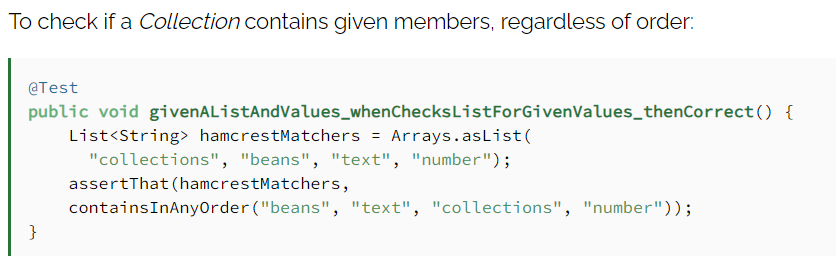 To check if a Collection contains given members, regardless of order:
@Test
public void givenAListAndValues_whenChecksListForGivenValues_thenCorrect() {
    List<String> hamcrestMatchers = Arrays.asList(
      "collections", "beans", "text", "number");
    assertThat(hamcrestMatchers,
    containsInAnyOrder("beans", "text", "collections", "number"));
}